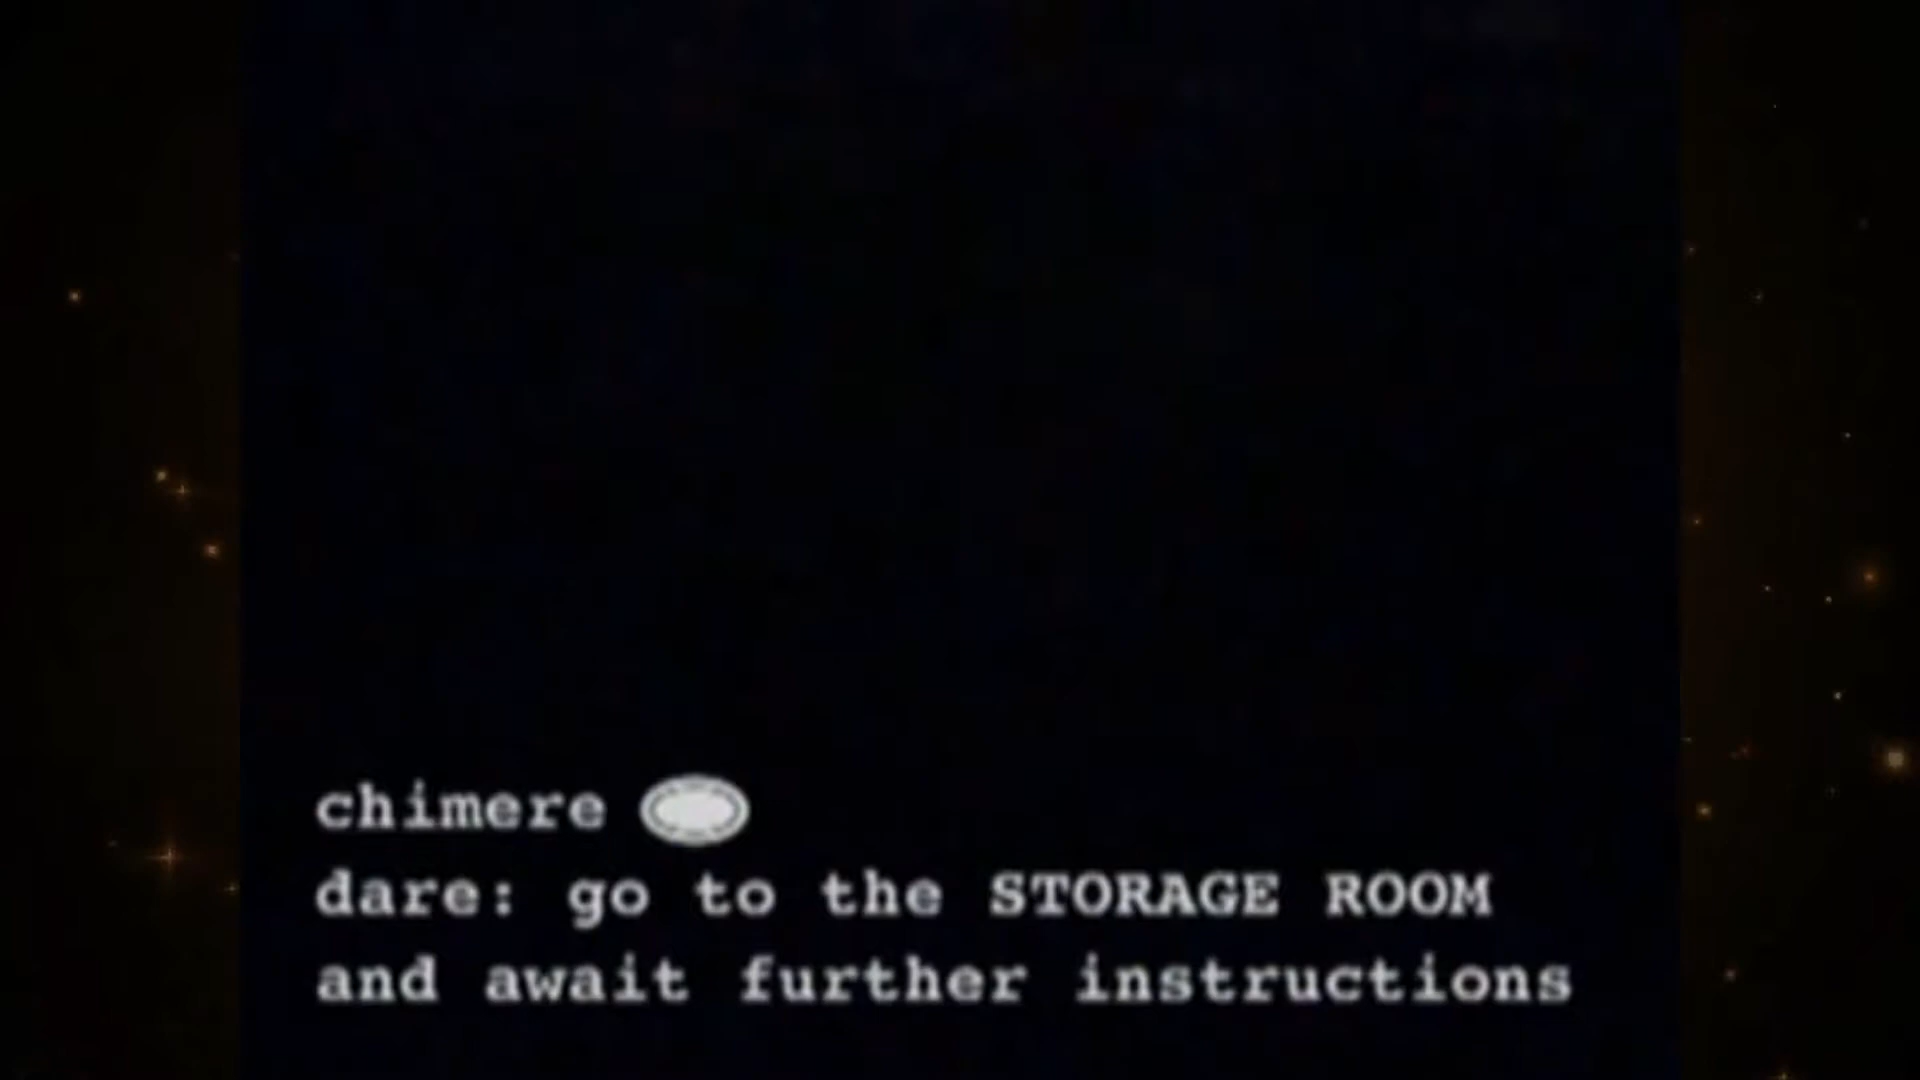 chimere
dare: go to the STORAGE ROOM
and await further instructions